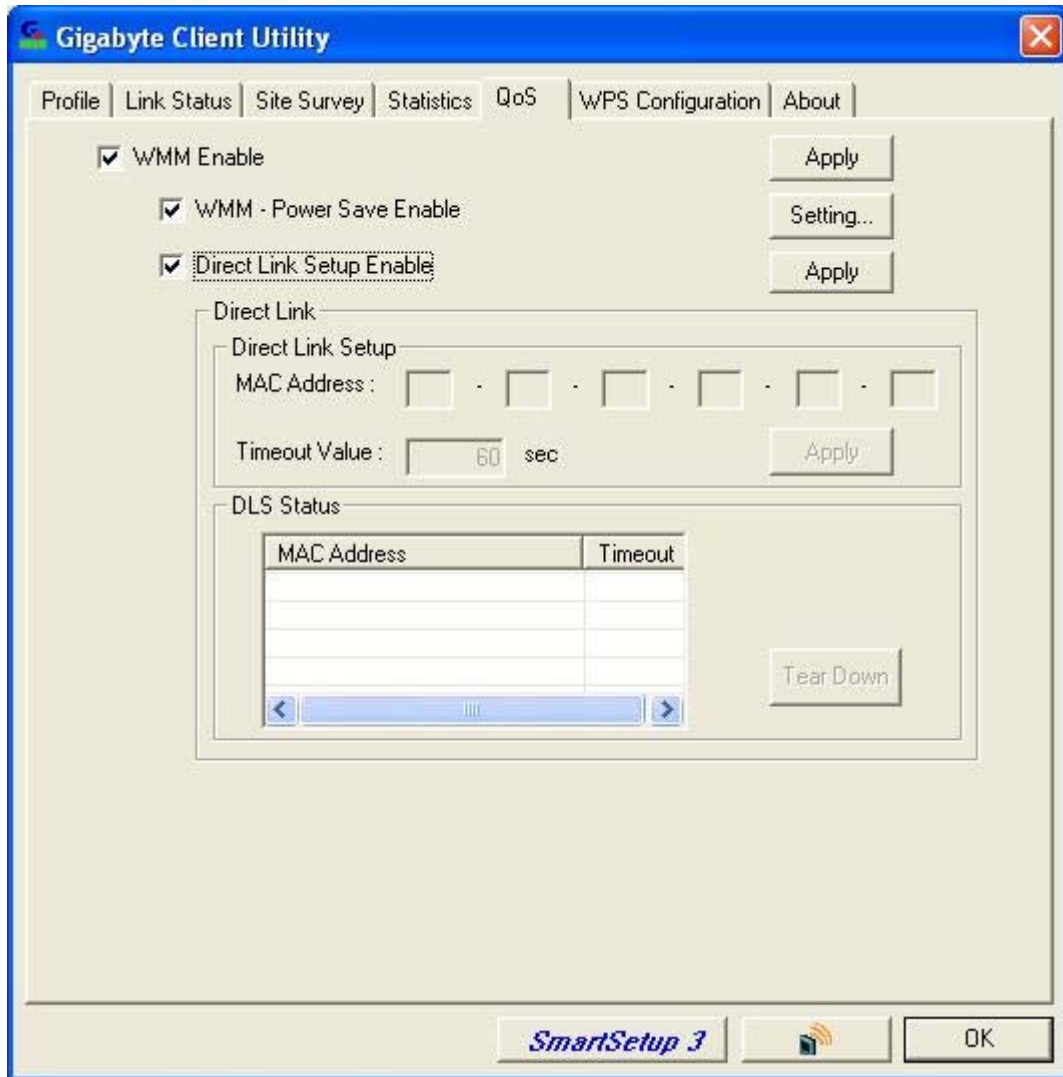 Gigabyte Client Utility
Profile Link Status Site Survey Statistics QoS WPS Configuration About
WMM Enable Apply
WMM - Power Save Enable Setting...
Direct Link Setup Enable Apply
Direct Link
Direct Link Setup
MAC Address : - - - - -
Timeout Value : 60 sec Apply
DLS Status
MAC Address Timeout
Tear Down
SmartSetup 3 OK